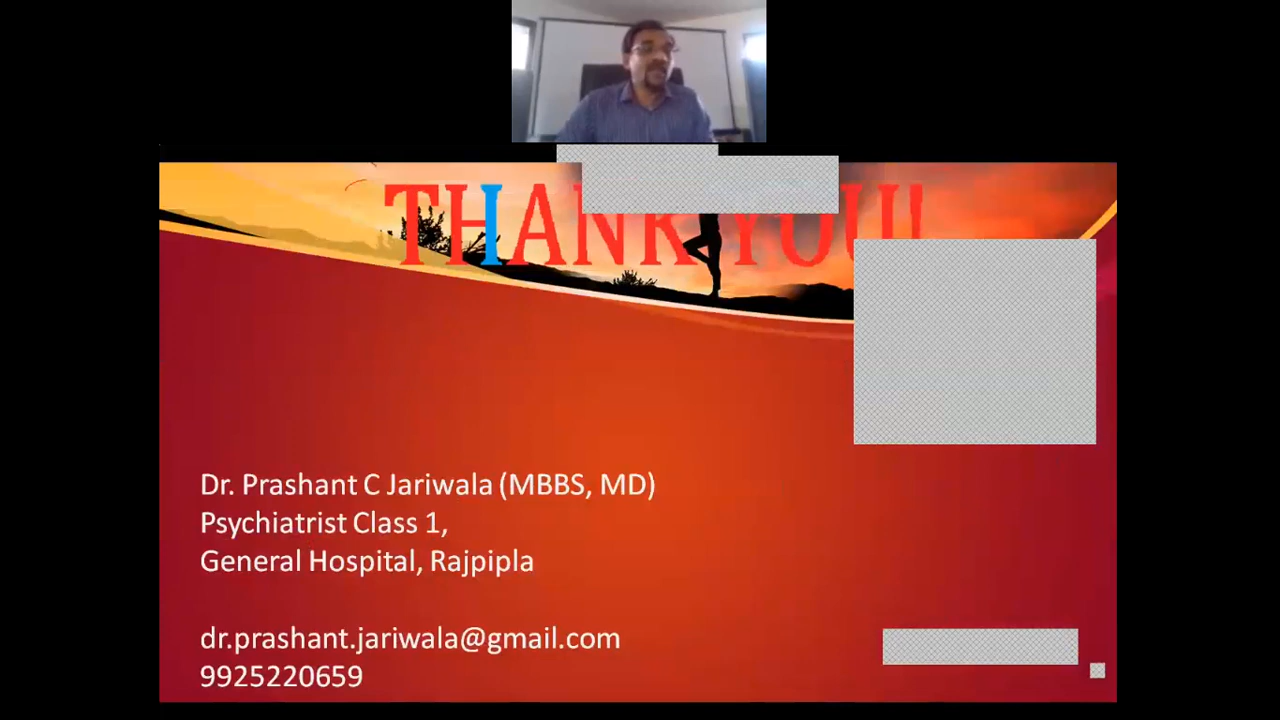 THANK YOU!
Dr. Prashant C Jariwala (MBBS, MD)
Psychiatrist Class 1,
General Hospital, Rajpipla
dr.prashant.jariwala@gmail.com
9925220659